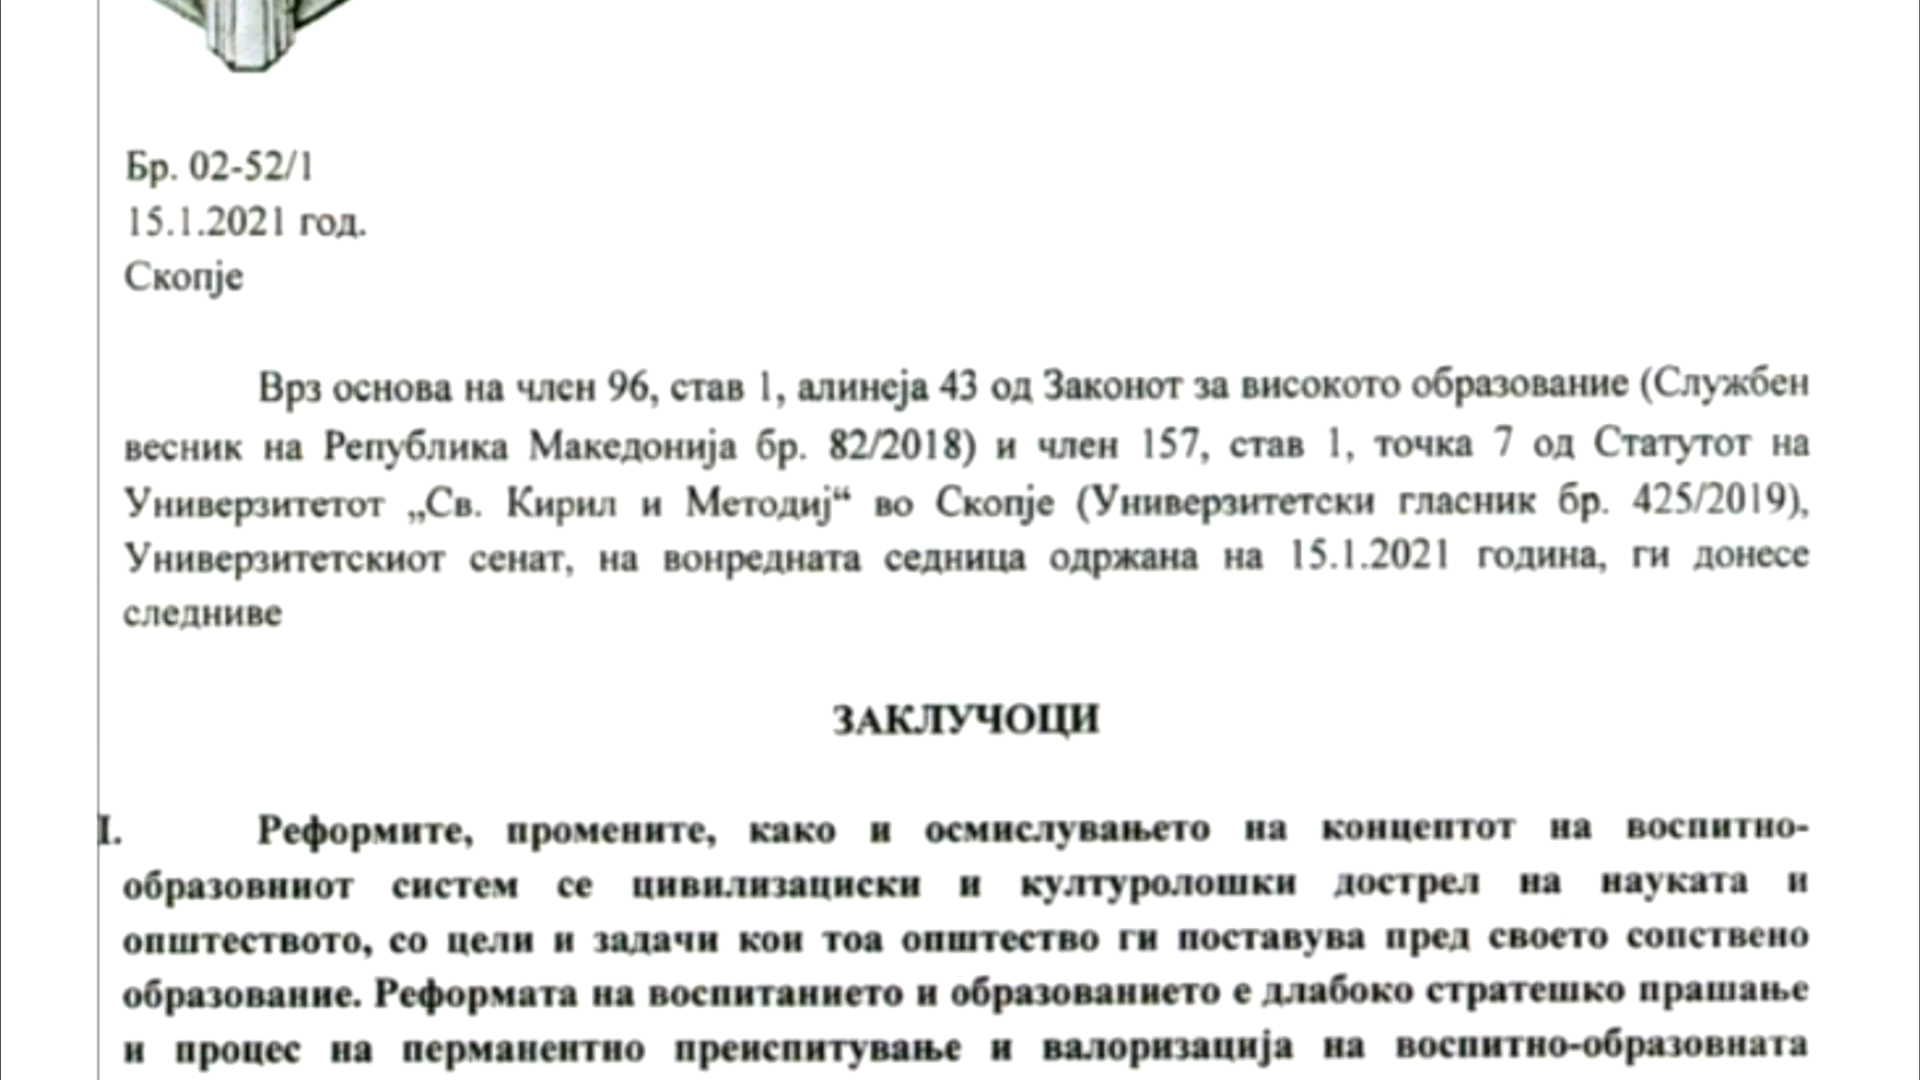 Бр. 02-52/1
15.1.2021 год.
Скопје
Врз основа на член 96, став 1, алинеја 43 од Законот за високото образование (Службен
весник на Република Македонија бр. 82/2018) и член 157, став 1, точка 7 од Статутот на
Универзитетот „Св. Кирил и Методиј“ во Скопје (Универзитетски гласник бр. 425/2019),
Универзитетскиот сенат, на вонредната седница одржана на 15.1.2021 година, ги донесе
следниве
ЗАКЛУЧОЦИ
I. Реформите, промените, како и осмислувањето на концептот на воспитно-
образовниот систем се цивилизациски и културолошки дострел на науката и
општеството, со цели и задачи кои тоа општество ги поставува пред своето сопствено
образование. Реформата на воспитанието и образованието е длабоко стратешко прашање
и процес на перманентно преиспитување и валоризација на воспитно-образовната